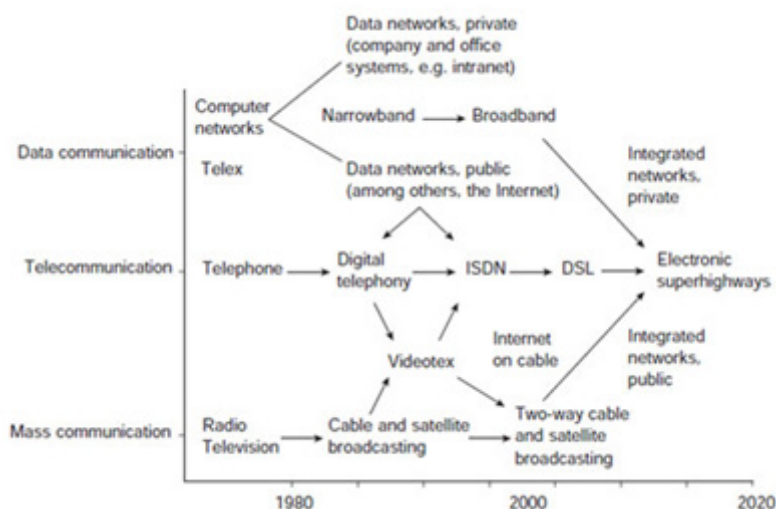 Data networks, private
(company and office
systems, e.g. intranet)
Computer
networks
Narrowband
Broadband
Data communication
Telex
Data networks, public
(among others, the Internet)
Integrated
networks,
private
Telecommunication
Telephone
Digital
telephony
ISDN
DSL
Electronic
superhighways
Videotex
Internet
on cable
Integrated
networks,
public
Mass communication
Radio
Television
Cable and satellite
broadcasting
Two-way cable
and satellite
broadcasting
1980
2000
2020